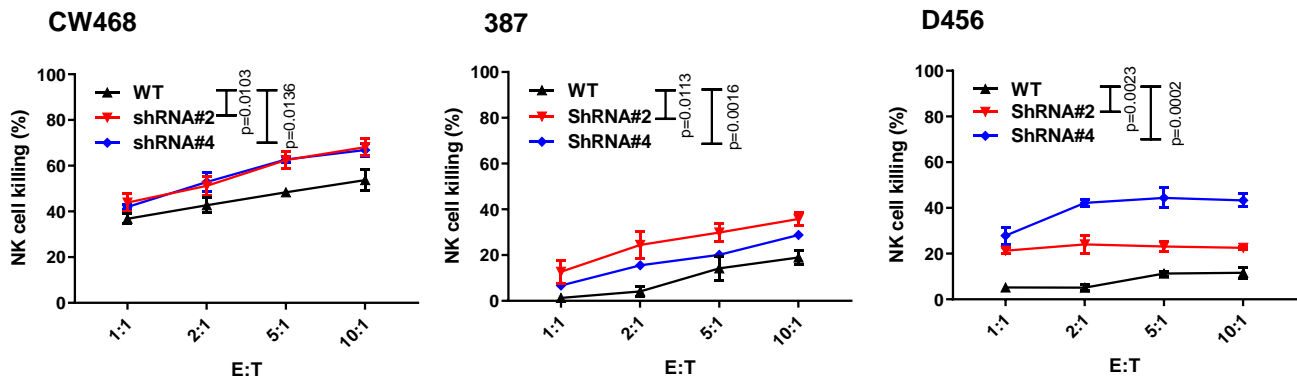 CW468
NK cell killing (%)
100
80
60
40
20
0
WT
shRNA#2
shRNA#4
p=0.0103
p=0.0136
1:1
2:1
5:1
10:1
E:T
387
NK cell killing (%)
100
80
60
40
20
0
WT
ShRNA#2
ShRNA#4
p=0.0113
p=0.0016
1:1
2:1
5:1
10:1
E:T
D456
NK cell killing (%)
100
80
60
40
20
0
WT
ShRNA#2
ShRNA#4
p=0.0023
p=0.0002
1:1
2:1
5:1
10:1
E:T